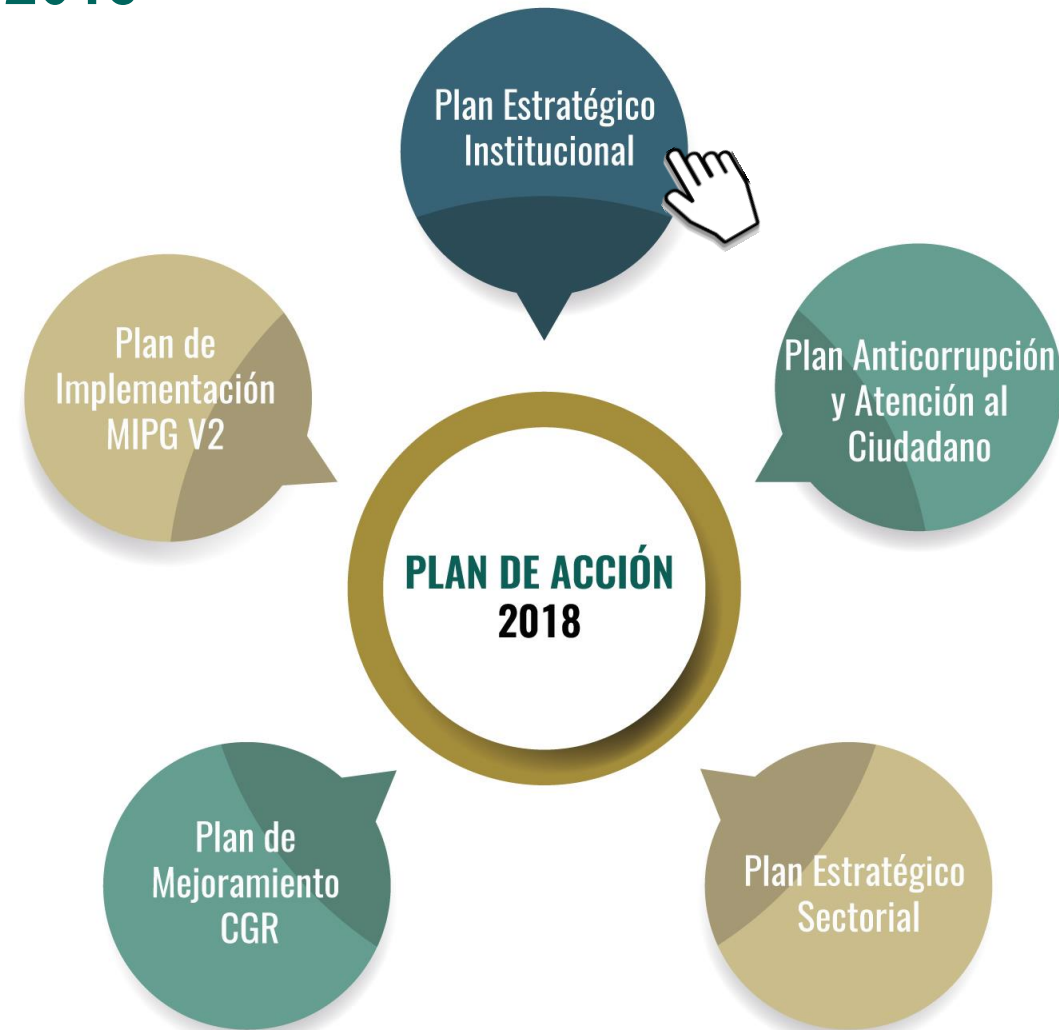 2018
Plan Estratégico
Institucional
Plan de
Implementación
MIPG V2
Plan Anticorrupción
y Atención al
Ciudadano
PLAN DE ACCIÓN
2018
Plan de
Mejoramiento
CGR
Plan Estratégico
Sectorial